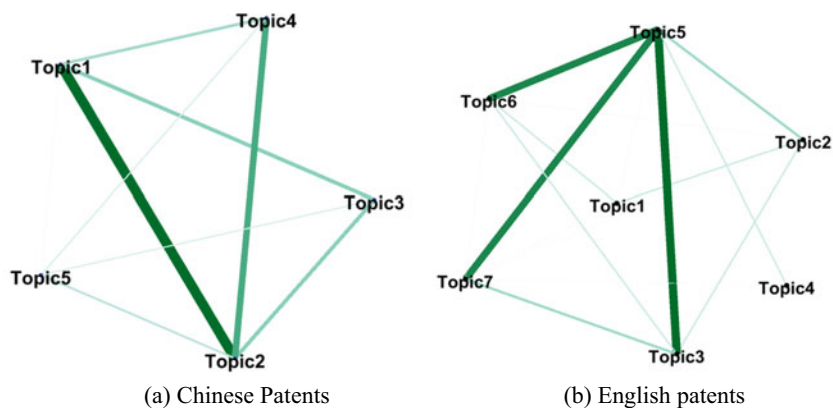 Topic4
Topic1
Topic3
Topic5
Topic2
(a) Chinese Patents
Topic5
Topic6
Topic2
Topic1
Topic7
Topic4
Topic3
(b) English patents